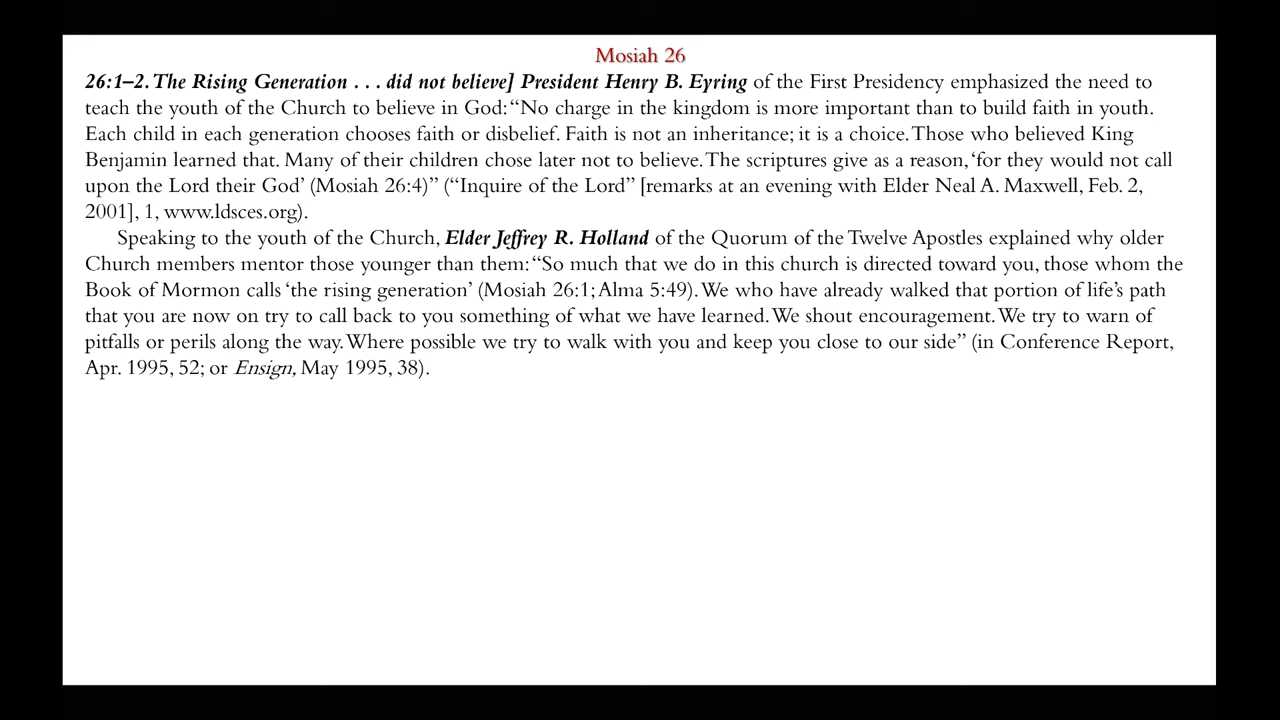 Mosiah 26
26:1–2. The Rising Generation . . . did not believe] President Henry B. Eyring of the First Presidency emphasized the need to
teach the youth of the Church to believe in God: “No charge in the kingdom is more important than to build faith in youth.
Each child in each generation chooses faith or disbelief. Faith is not an inheritance; it is a choice. Those who believed King
Benjamin learned that. Many of their children chose later not to believe. The scriptures give as a reason, ‘for they would not call
upon the Lord their God’ (Mosiah 26:4)” (“Inquire of the Lord” [remarks at an evening with Elder Neal A. Maxwell, Feb. 2,
2001], 1, www.ldsces.org).
Speaking to the youth of the Church, Elder Jeffrey R. Holland of the Quorum of the Twelve Apostles explained why older
Church members mentor those younger than them: “So much that we do in this church is directed toward you, those whom the
Book of Mormon calls ‘the rising generation’ (Mosiah 26:1; Alma 5:49). We who have already walked that portion of life’s path
that you are now on try to call back to you something of what we have learned. We shout encouragement. We try to warn of
pitfalls or perils along the way. Where possible we try to walk with you and keep you close to our side” (in Conference Report,
Apr. 1995, 52; or Ensign, May 1995, 38).